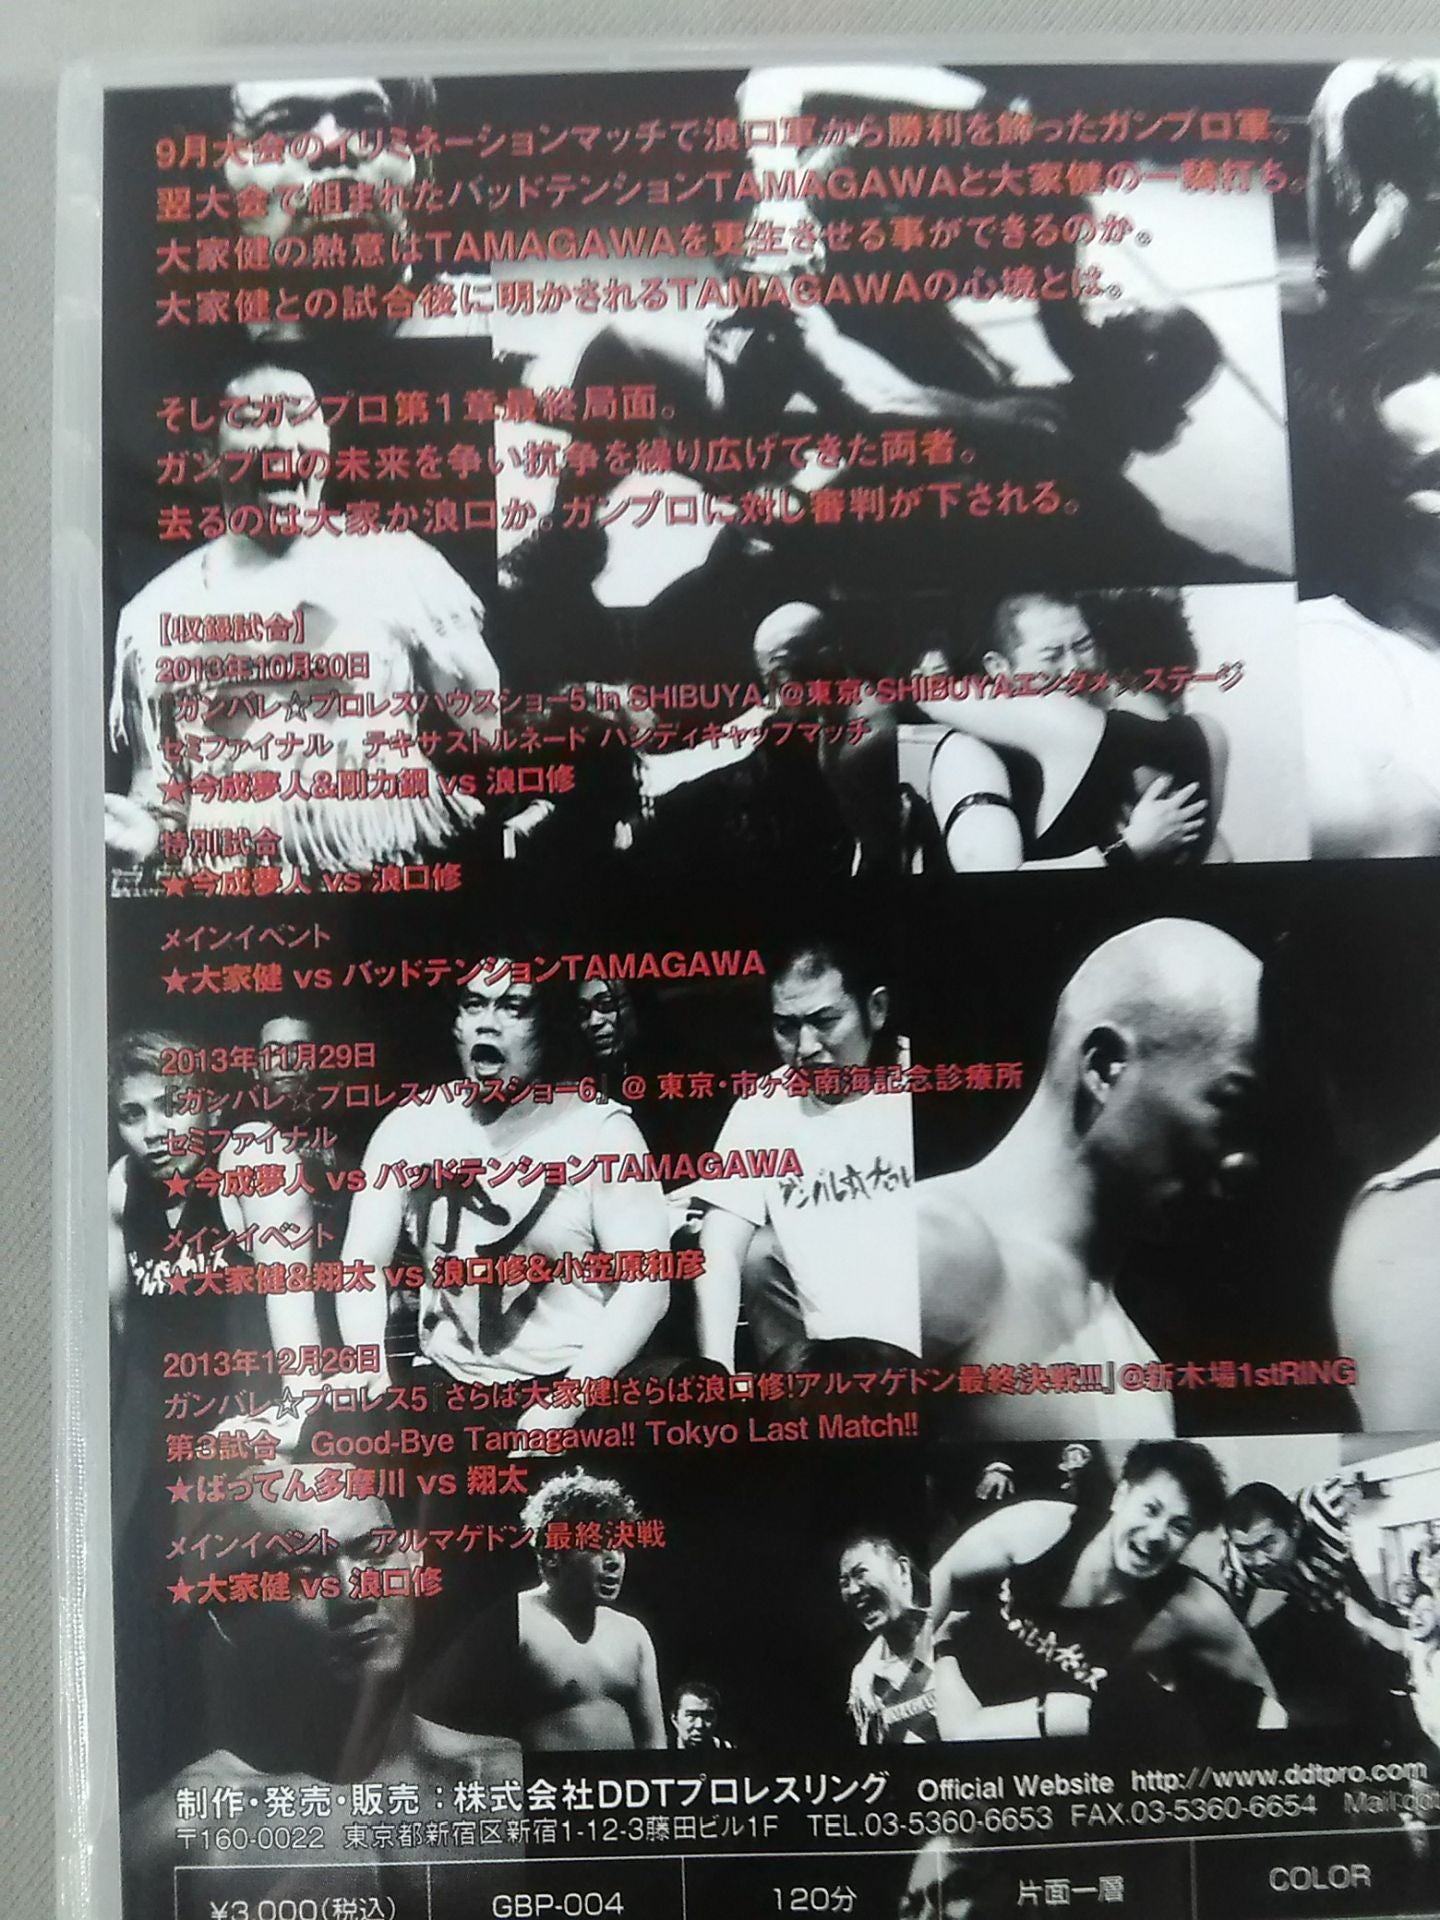 9月大会のイリミネーションマッチで浪口軍から勝利を飾ったガンプロ軍。
翌大会で組まれたバッドテンションTAMAGAWAと大家健の一騎打ち。
大家健の熱意はTAMAGAWAを更生させる事ができるのか。
大家健との試合後に明かされるTAMAGAWAの心境とは。
そしてガンプロ第1章最終局面。
ガンプロの未来を争い抗争を繰り広げてきた両者。
去るのは大家か浪口か。ガンプロに対し審判が下される。
【収録試合】
2013年10月30日
『ガンバレ☆プロレスハウスショー5 in SHIBUYA』@東京・SHIBUYAエンタメ☆ステージ
セミファイナル テキサストルネード ハンディキャップマッチ
★今成夢人&剛力鋼 vs 浪口修
特別試合
★今成夢人 vs 浪口修
メインイベント
★大家健 vs バッドテンションTAMAGAWA
2013年11月29日
『ガンバレ☆プロレスハウスショー6』@ 東京・市ヶ谷南海記念診療所
セミファイナル
★今成夢人 vs バッドテンションTAMAGAWA
メインイベント
★大家健&翔太 vs 浪口修&小笠原和彦
2013年12月26日
ガンバレ☆プロレス5『さらば大家健!さらば浪口修!アルマゲドン最終決戦!!!』@新木場1stRING
第3試合 Good-Bye Tamagawa!! Tokyo Last Match!!
★ばってん多摩川 vs 翔太
メインイベント アルマゲドン 最終決戦
★大家健 vs 浪口修
制作・発売・販売：株式会社DDTプロレスリング Official Website http://www.ddtpro.com
〒160-0022 東京都新宿区新宿1-12-3藤田ビル1F TEL.03-5360-6653 FAX.03-5360-6654 Mail:
¥3,000(税込) GBP-004 120分 片面一層 COLOR